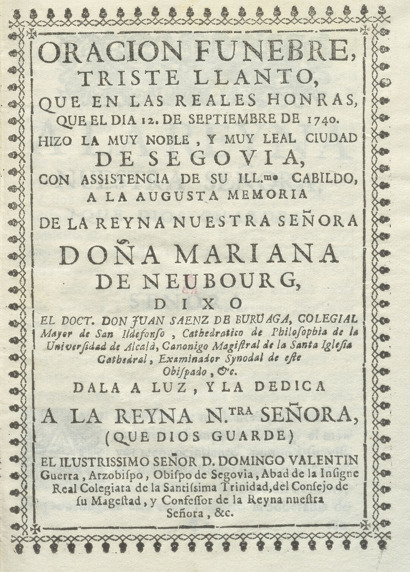 ORACION FUNEBRE,
TRISTE LLANTO,
QUE EN LAS REALES HONRAS,
QUE EL DIA 12. DE SEPTIEMBRE DE 1740.
HIZO LA MUY NOBLE, Y MUY LEAL CIUDAD
DE SEGOVIA,
CON ASSISTENCIA DE SU ILL.mo CABILDO,
A LA AUGUSTA MEMORIA
DE LA REYNA NUESTRA SEÑORA
DOÑA MARIANA
DE NEUBOURG,
DIXO
EL DOCT. DON JUAN SAENZ DE BURUAGA, COLEGIAL
Mayor de San Ildefonso, Cathedratico de Philosophia de la
Universidad de Alcalá, Canonigo Magistral de la Santa Iglesia
Cathedral, Examinador Synodal de este
Obispado, &c.
DALA A LUZ, Y LA DEDICA
A LA REYNA N.TRA SEÑORA,
(QUE DIOS GUARDE)
EL ILUSTRISSIMO SEÑOR D. DOMINGO VALENTIN
Guerra, Arzobispo, Obispo de Segovia, Abad de la Insigne
Real Colegiata de la Santissima Trinidad, del Consejo de
su Magestad, y Confessor de la Reyna nuestra
Señora, &c.